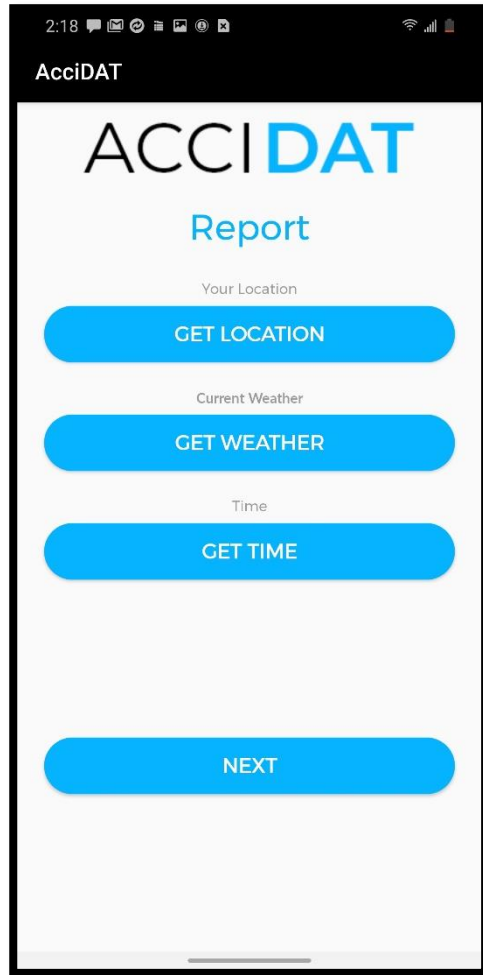 2:18
AcciDAT
ACCIDAT
Report
Your Location
GET LOCATION
Current Weather
GET WEATHER
Time
GET TIME
NEXT